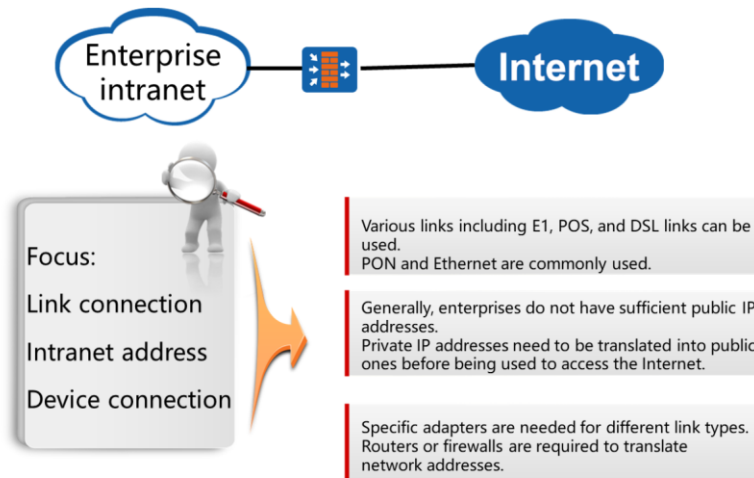 Enterprise
intranet
Internet
Focus:
Link connection
Intranet address
Device connection
Various links including E1, POS, and DSL links can be
used.
PON and Ethernet are commonly used.
Generally, enterprises do not have sufficient public IP
addresses.
Private IP addresses need to be translated into public
ones before being used to access the Internet.
Specific adapters are needed for different link types.
Routers or firewalls are required to translate
network addresses.